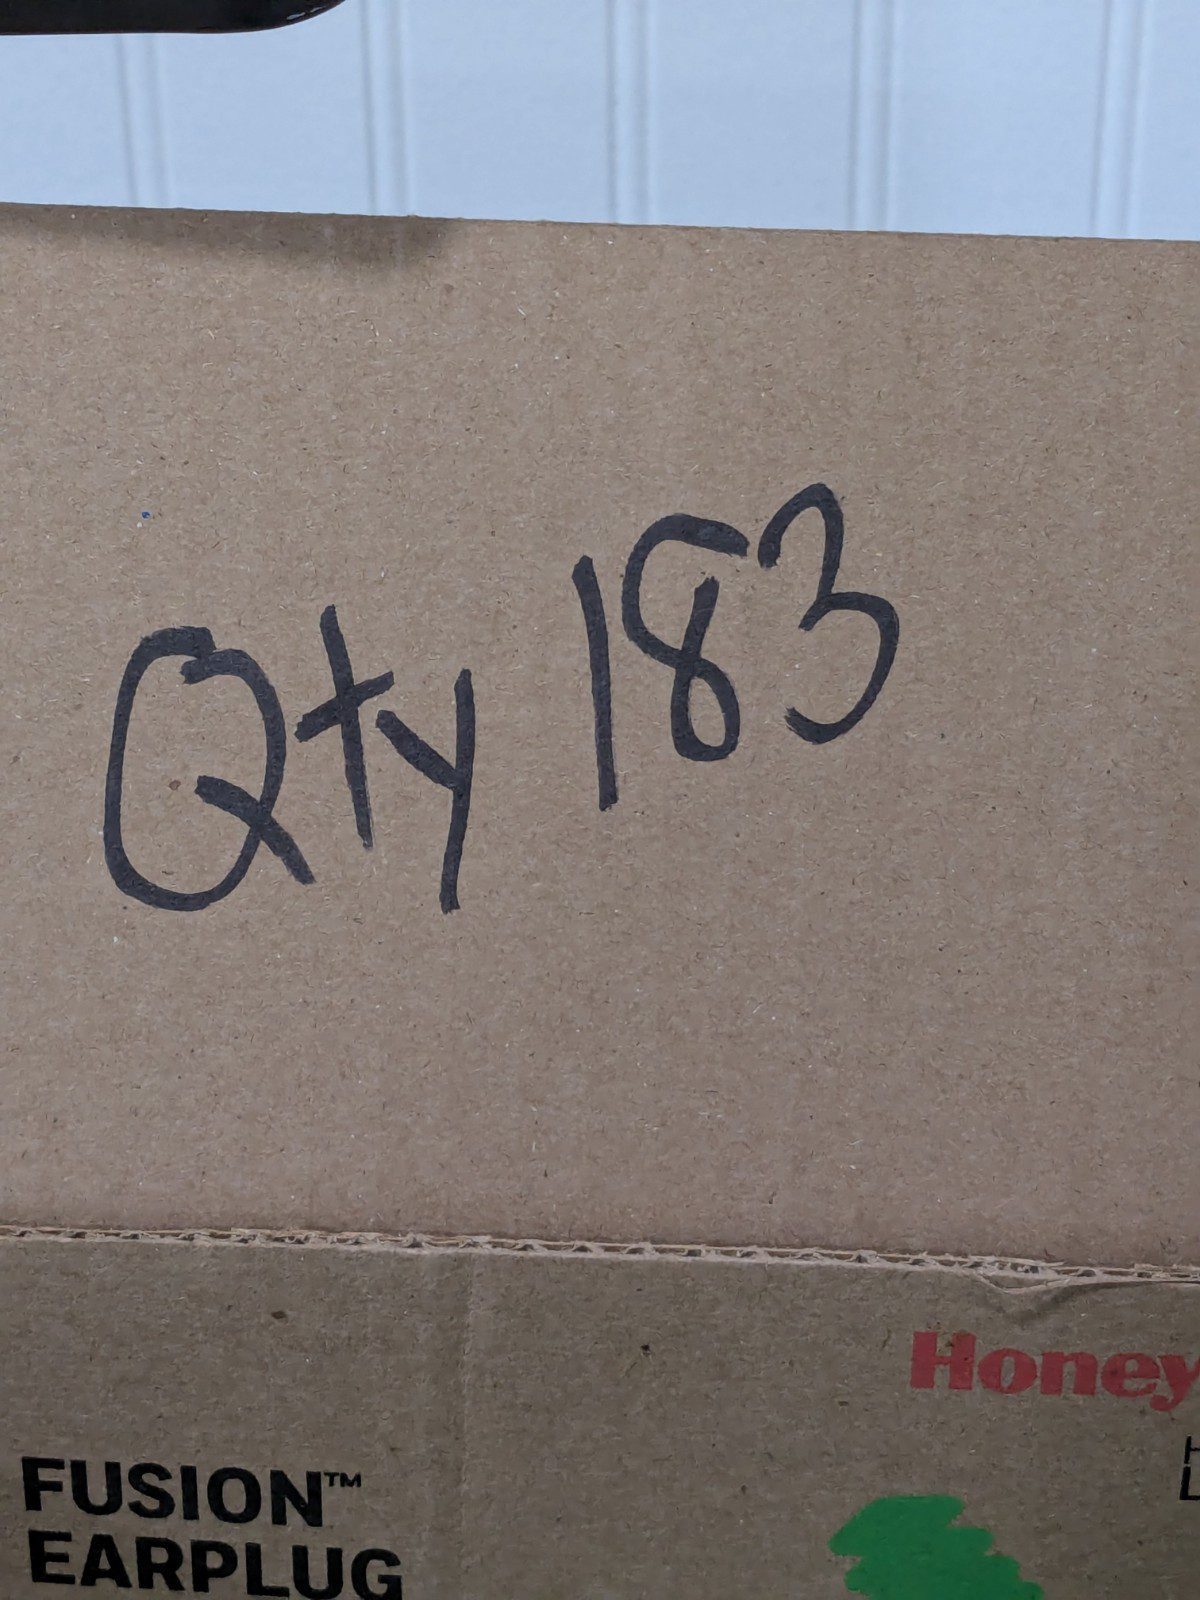 Qty 183
Honey
FUSION™
EARPLUG